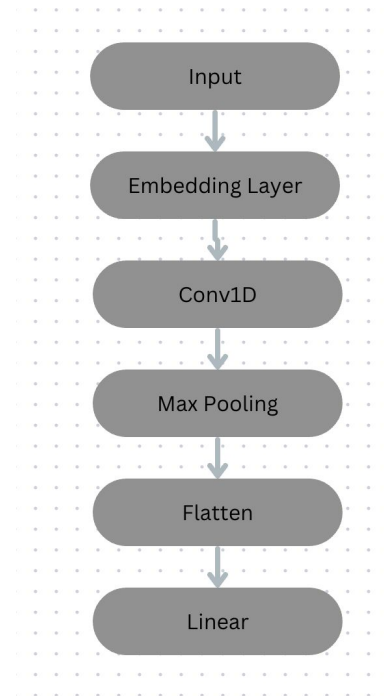 Input
Embedding Layer
Conv1D
Max Pooling
Flatten
Linear